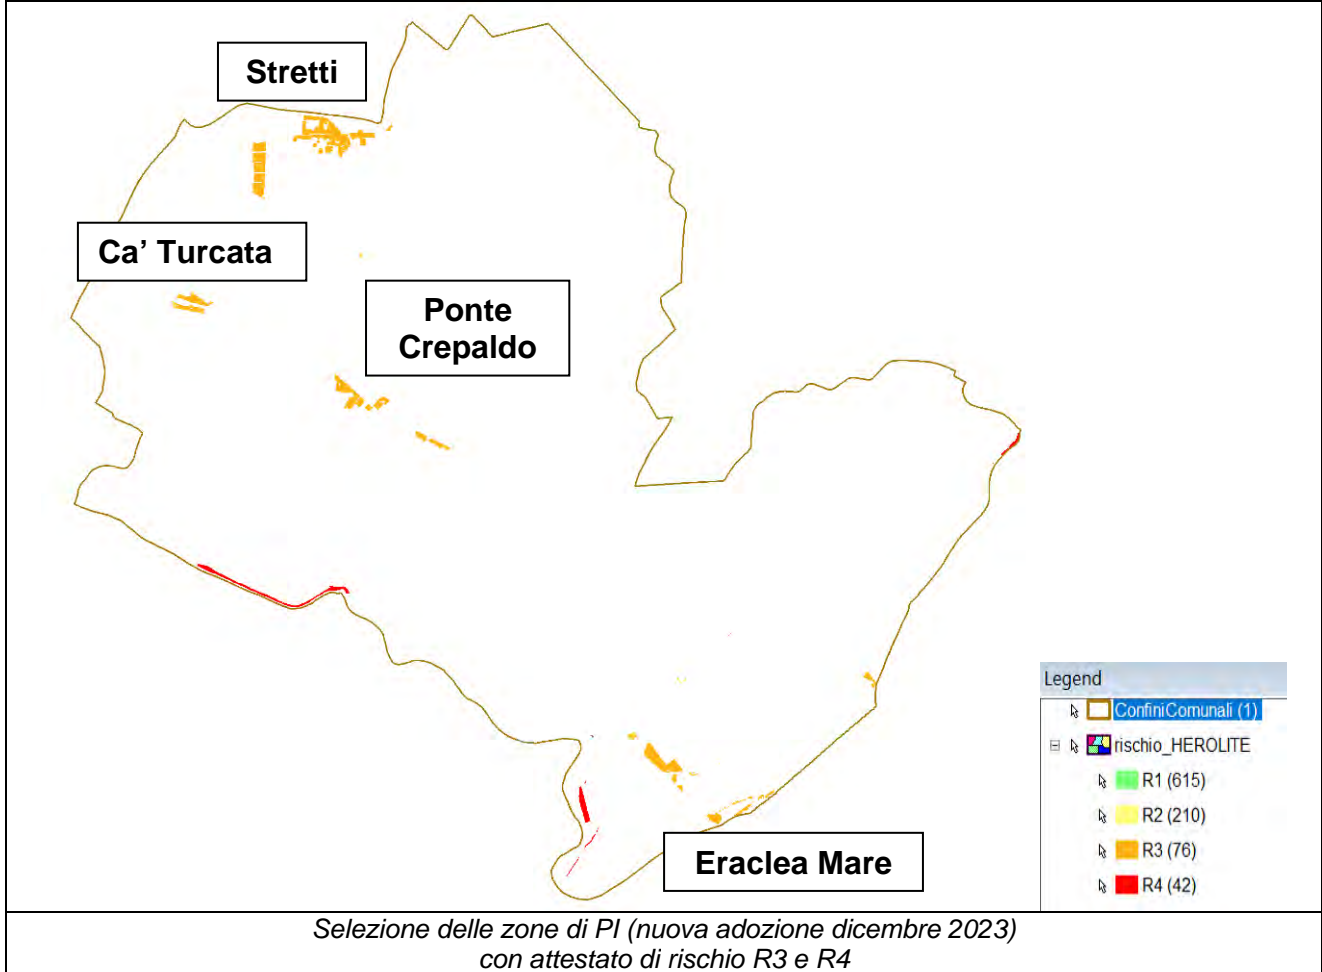 Stretti
Ca’ Turcata
Ponte
Crepaldo
Eraclea Mare
Legend
ConfiniComunali (1)
rischio_HEROLITE
R1 (615)
R2 (210)
R3 (76)
R4 (42)
Selezione delle zone di PI (nuova adozione dicembre 2023)
con attestato di rischio R3 e R4